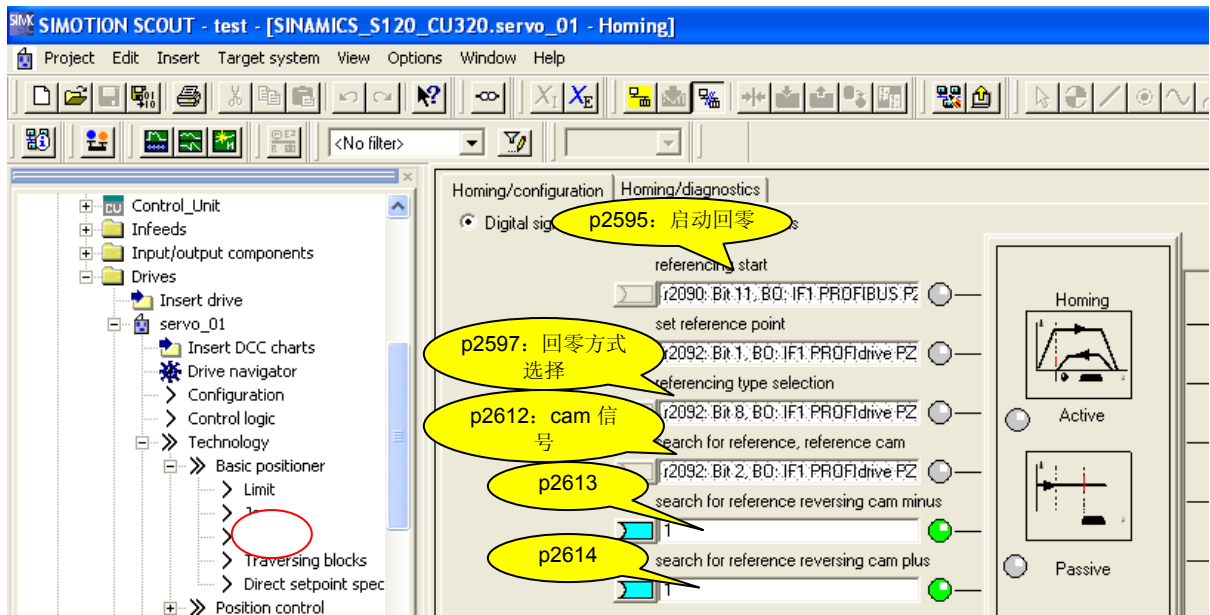 SIMOTION SCOUT - test - [SINAMICS_S120_CU320.servo_01 - Homing]
Project Edit Insert Target system View Options Window Help
<No filter>
Control_Unit
Infeeds
Input/output components
Drives
Insert drive
servo_01
Insert DCC charts
Drive navigator
Configuration
Control logic
Technology
Basic positioner
Limit
Traversing blocks
Direct setpoint spec
Position control
Homing/configuration
Homing/diagnostics
Digital
p2595：启动回零
referencing start
r2090: Bit 11, BO: IF1 PROFIBUS PZ
set reference point
r2092: Bit 1, BO: IF1 PROFIdrive PZ
p2597：回零方式
选择
referencing type selection
r2092: Bit 8, BO: IF1 PROFIdrive PZ
p2612：cam 信
号
search for reference, reference cam
r2092: Bit 2, BO: IF1 PROFIdrive PZ
p2613
search for reference reversing cam minus
1
p2614
search for reference reversing cam plus
1
Homing
Active
Passive